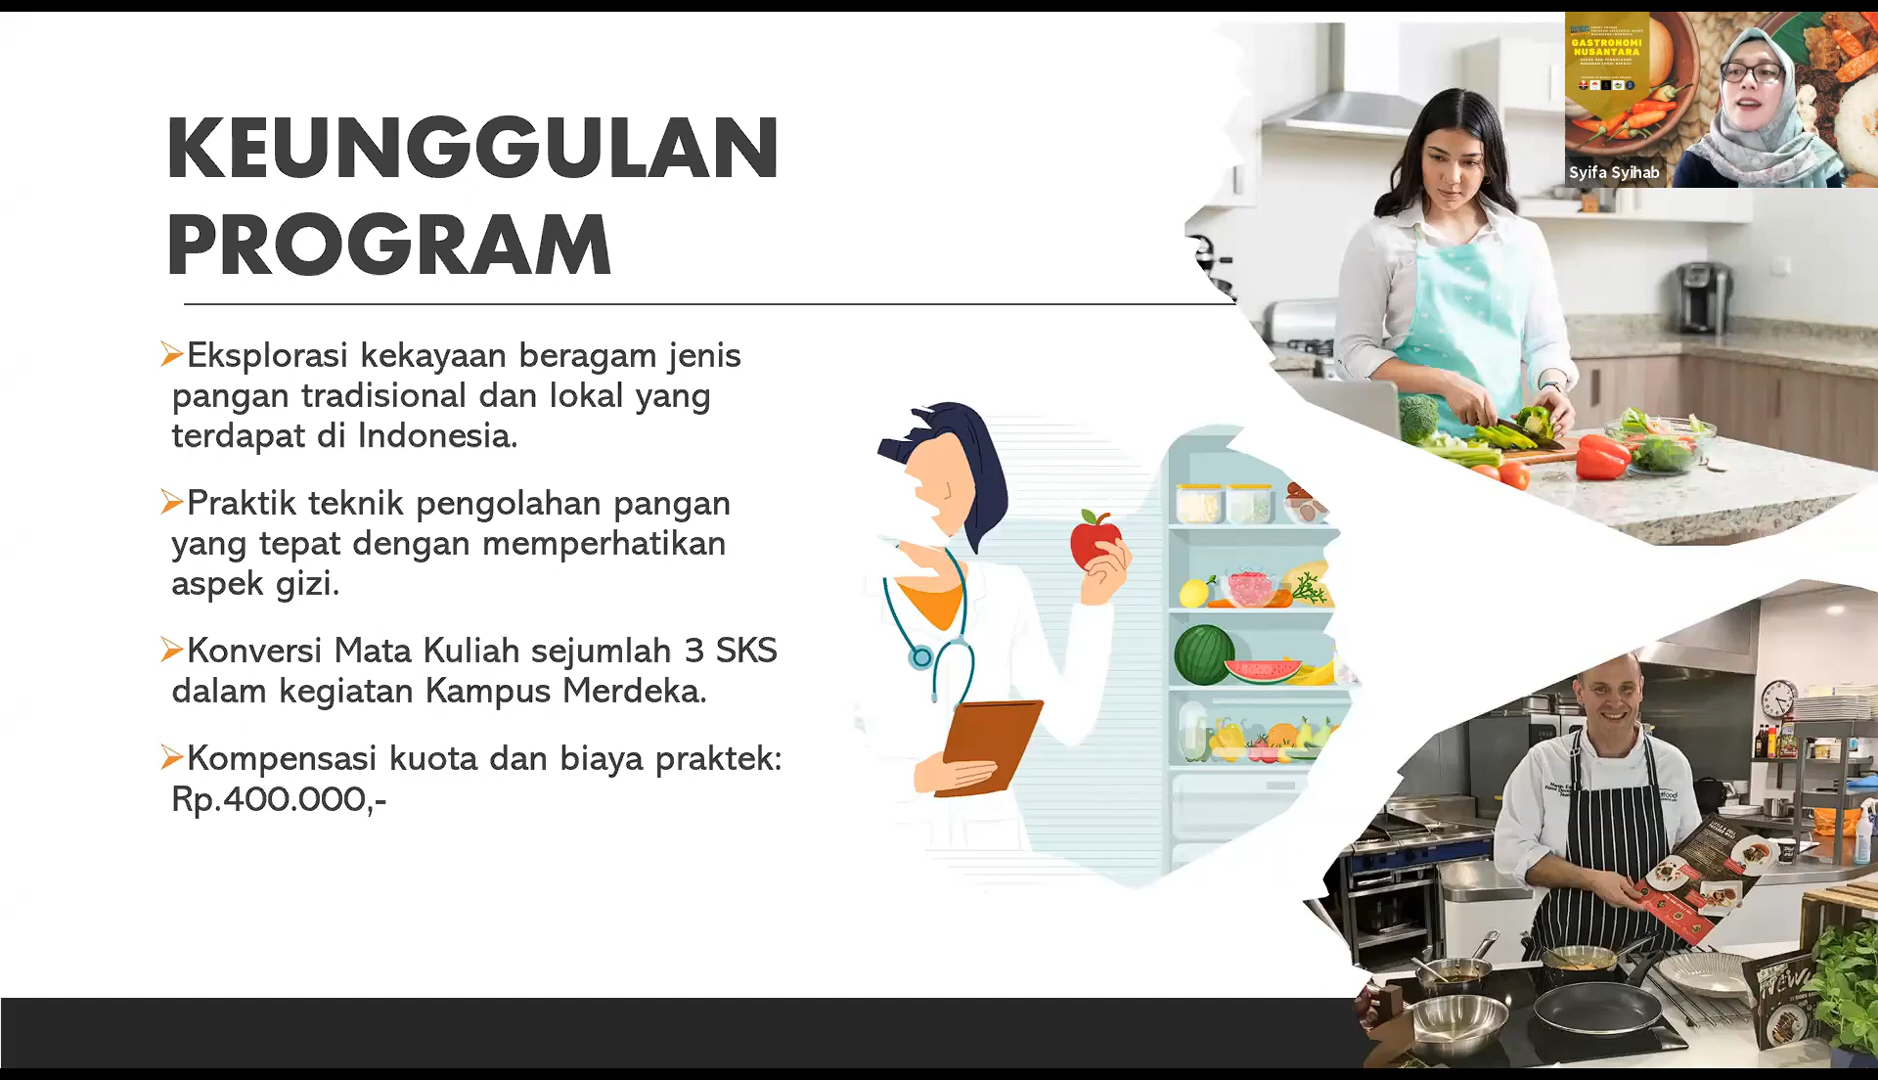 KEUNGGULAN
PROGRAM
➢Eksplorasi kekayaan beragam jenis
pangan tradisional dan lokal yang
terdapat di Indonesia.
➢Praktik teknik pengolahan pangan
yang tepat dengan memperhatikan
aspek gizi.
➢Konversi Mata Kuliah sejumlah 3 SKS
dalam kegiatan Kampus Merdeka.
➢Kompensasi kuota dan biaya praktek:
Rp.400.000,-
GASTRONOMI
NUSANTARA
Syifa Syihab